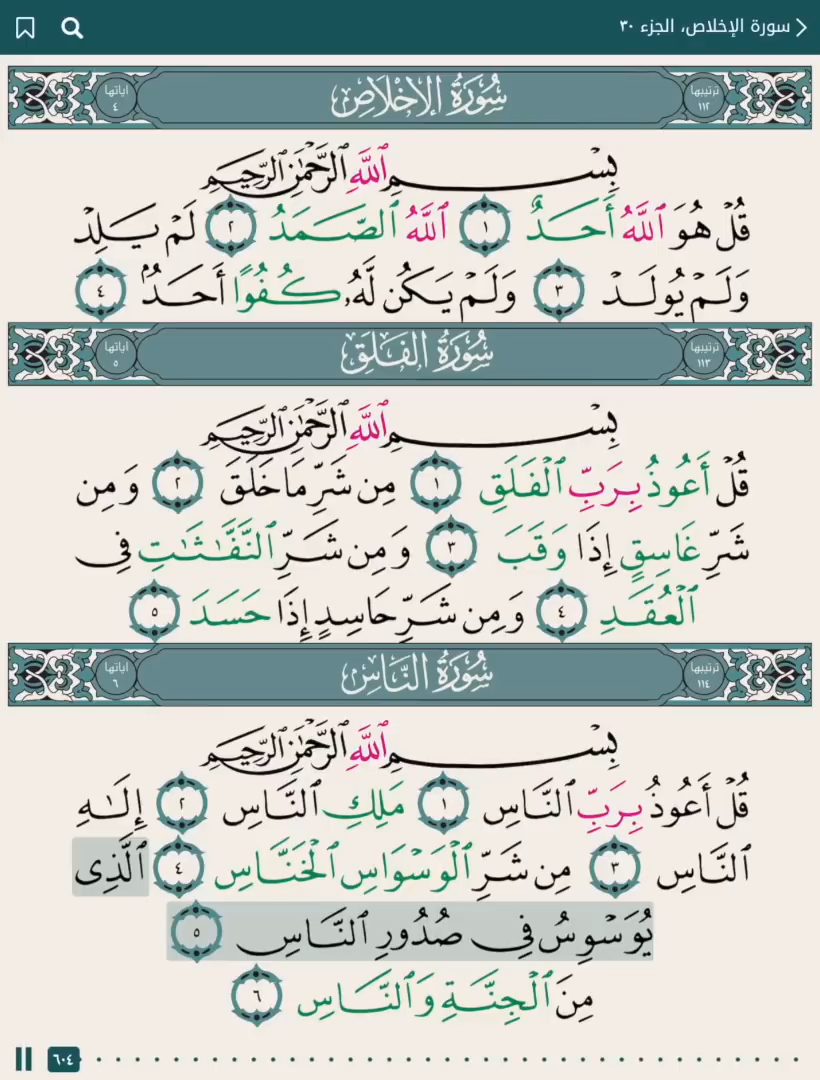 سورة الإخلاص، الجزء ٣٠
ترتيبها ١١٢ سُورَةُ الإِخْلَاصِ اياتها ٤
بِسْمِ ٱللَّهِ ٱلرَّحْمَٰنِ ٱلرَّحِيمِ
قُلْ هُوَ ٱللَّهُ أَحَدٌ ١ ٱللَّهُ ٱلصَّمَدُ ٢ لَمْ يَلِدْ
وَلَمْ يُولَدْ ٣ وَلَمْ يَكُن لَّهُۥ كُفُوًا أَحَدٌۢ ٤
ترتيبها ١١٣ سُورَةُ الفَلَقِ اياتها ٥
بِسْمِ ٱللَّهِ ٱلرَّحْمَٰنِ ٱلرَّحِيمِ
قُلْ أَعُوذُ بِرَبِّ ٱلْفَلَقِ ١ مِن شَرِّ مَا خَلَقَ ٢ وَمِن
شَرِّ غَاسِقٍ إِذَا وَقَبَ ٣ وَمِن شَرِّ ٱلنَّفَّٰثَٰتِ فِى
ٱلْعُقَدِ ٤ وَمِن شَرِّ حَاسِدٍ إِذَا حَسَدَ ٥
ترتيبها ١١٤ سُورَةُ النَّاسِ اياتها ٦
بِسْمِ ٱللَّهِ ٱلرَّحْمَٰنِ ٱلرَّحِيمِ
قُلْ أَعُوذُ بِرَبِّ ٱلنَّاسِ ١ مَلِكِ ٱلنَّاسِ ٢ إِلَٰهِ
ٱلنَّاسِ ٣ مِن شَرِّ ٱلْوَسْوَاسِ ٱلْخَنَّاسِ ٤ ٱلَّذِى
يُوَسْوِسُ فِى صُدُورِ ٱلنَّاسِ ٥
مِنَ ٱلْجِنَّةِ وَٱلنَّاسِ ٦
٦٠٤